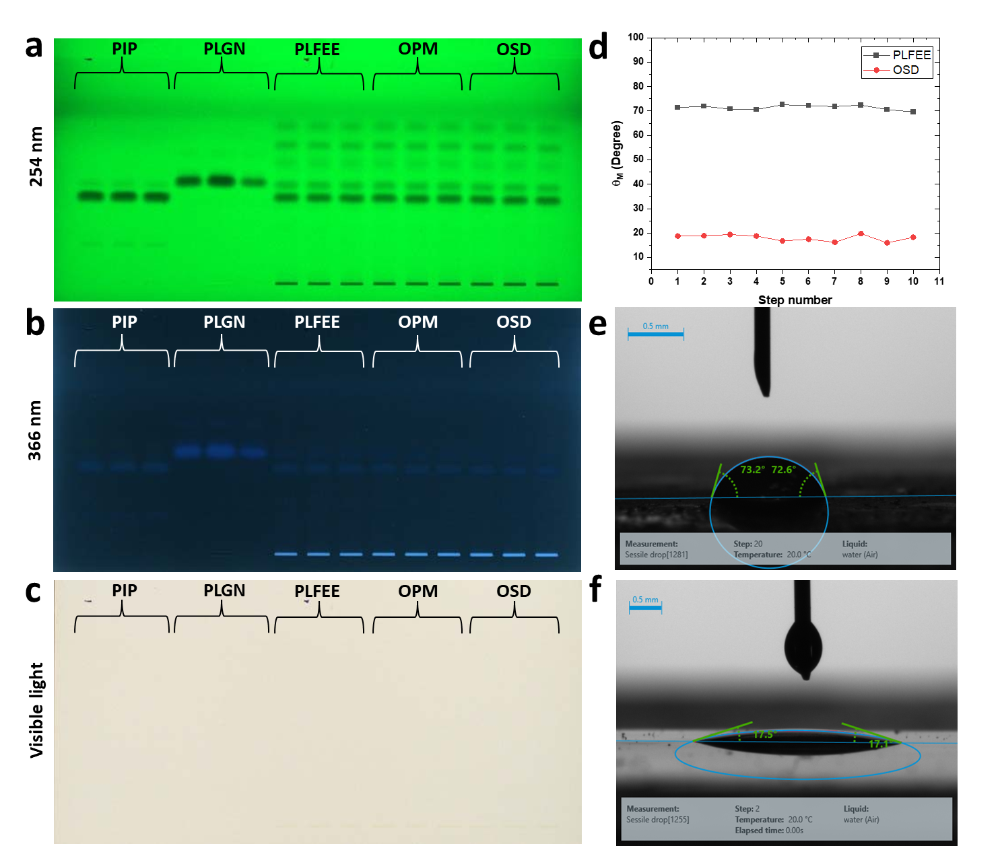 a
254 nm
PIP
PLGN
PLFEE
OPM
OSD
b
366 nm
PIP
PLGN
PLFEE
OPM
OSD
c
Visible light
PIP
PLGN
PLFEE
OPM
OSD
d
PLFEE
OSD
100
90
80
70
60
50
40
30
20
10
θM (Degree)
0 1 2 3 4 5 6 7 8 9 10 11
Step number
e
0.5 mm
73.2° 72.6°
Measurement: Step: 20 Liquid:
Sessile drop[1281] Temperature: 20.0 °C water (Air)
f
0.5 mm
17.5°
17.1°
Measurement: Step: 2 Liquid:
Sessile drop[1255] Temperature: 20.0 °C water (Air)
Elapsed time: 0.00s